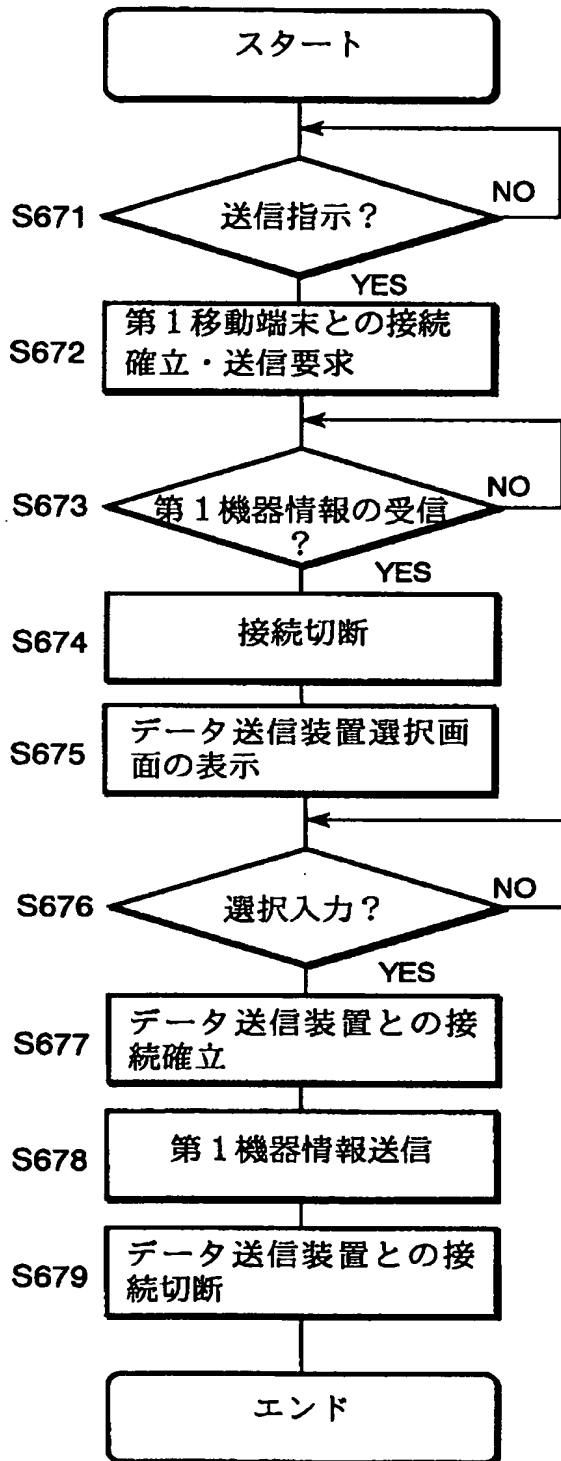 スタート
NO
S671
送信指示？
YES
S672
第１移動端末との接続
確立・送信要求
NO
S673
第１機器情報の受信
？
YES
S674
接続切断
S675
データ送信装置選択画
面の表示
S676
選択入力？
NO
YES
S677
データ送信装置との接
続確立
S678
第１機器情報送信
S679
データ送信装置との接
続切断
エンド